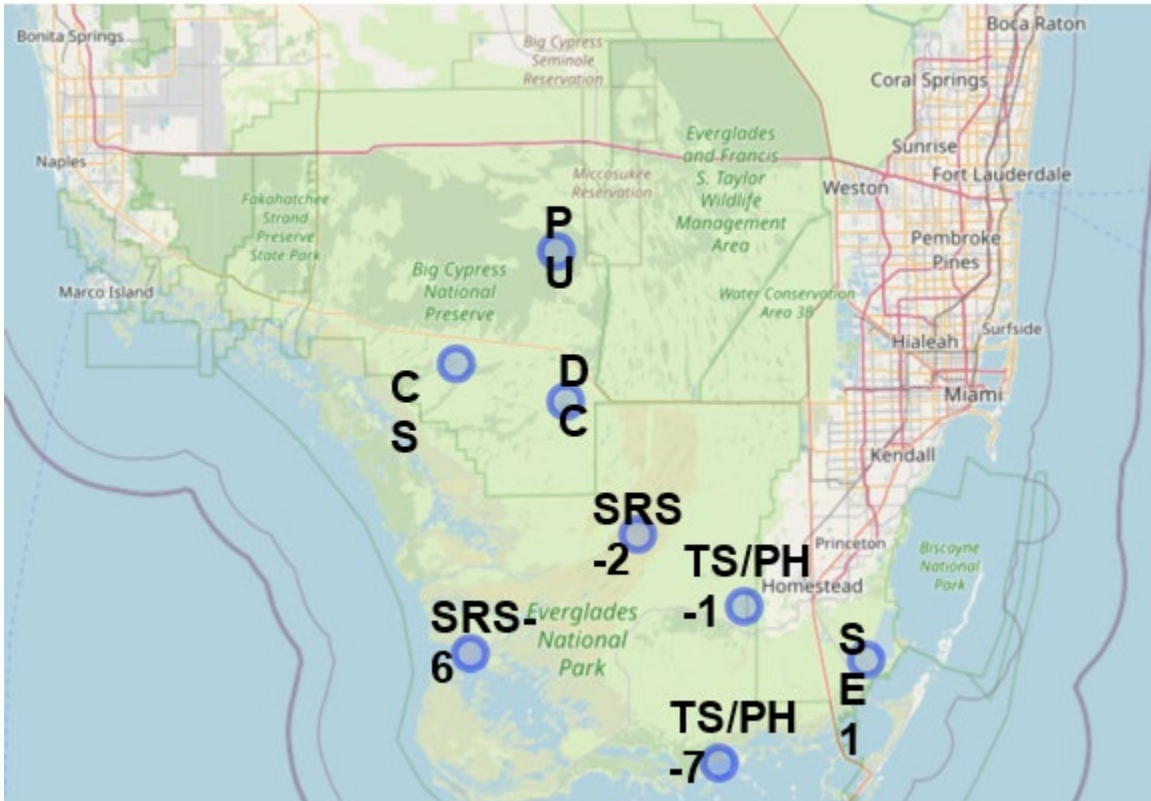 Boca Raton
Bonita Springs
Big Cypress
Seminole
Reservation
Coral Springs
Everglades
and Francis
S. Taylor
Wildlife
Management
Area
Sunrise
Naples
Miccosukee
Reservation
Fort Lauderdale
Weston
Fakahatchee
Strand
Preserve
State Park
P
U
Pembroke
Pines
Big Cypress
National
Preserve
Marco Island
Water Conservation
Area 3B
Surfside
Hialeah
C
S
D
C
Miami
Kendall
SRS
-2
TS/PH
-1
Princeton
Biscayne
National
Park
Homestead
SRS-
6
Everglades
National
Park
S
E
1
TS/PH
-7